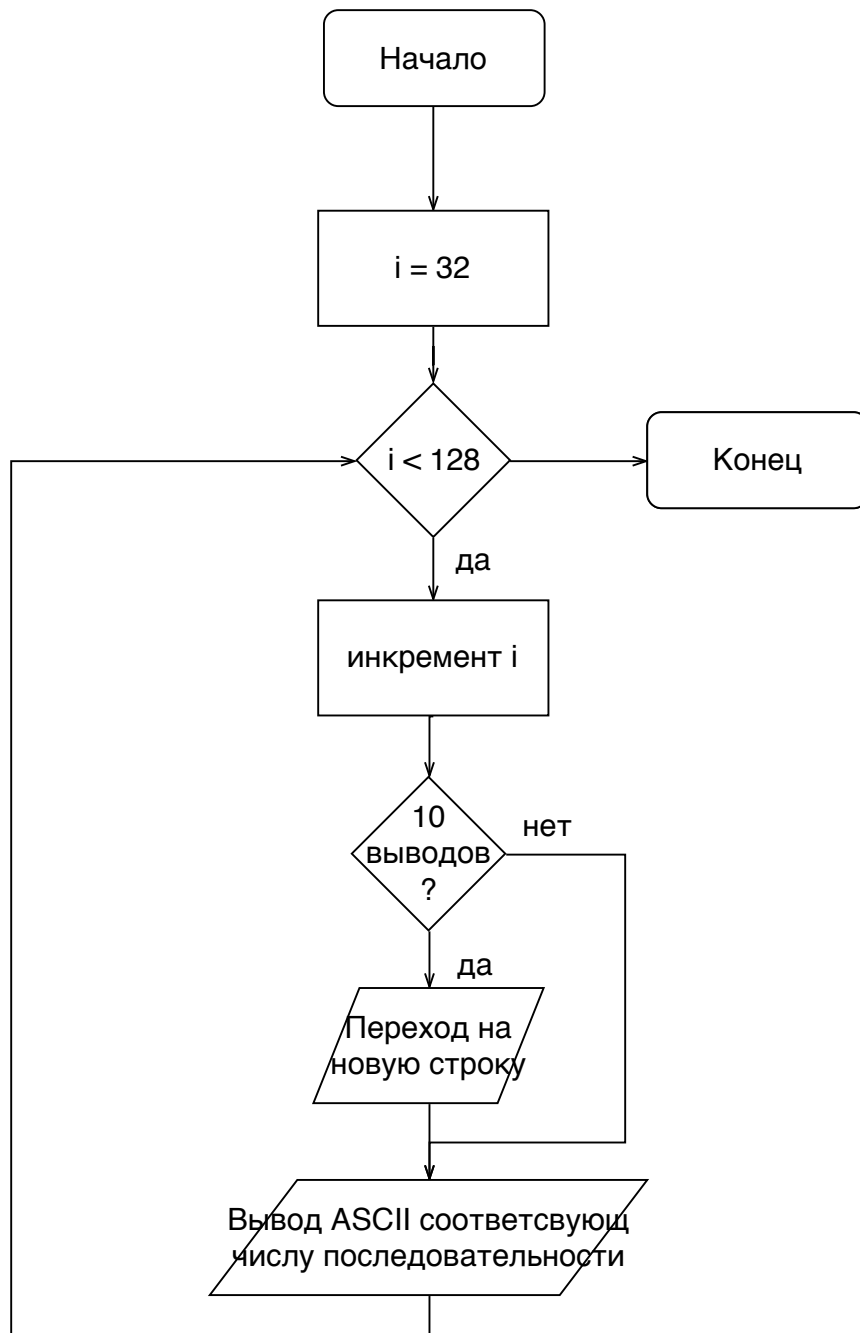 Начало
i = 32
i < 128
Конец
да
инкремент i
10
выводов
?
нет
да
Переход на
новую строку
Вывод ASCII соответсвующ
числу последовательности